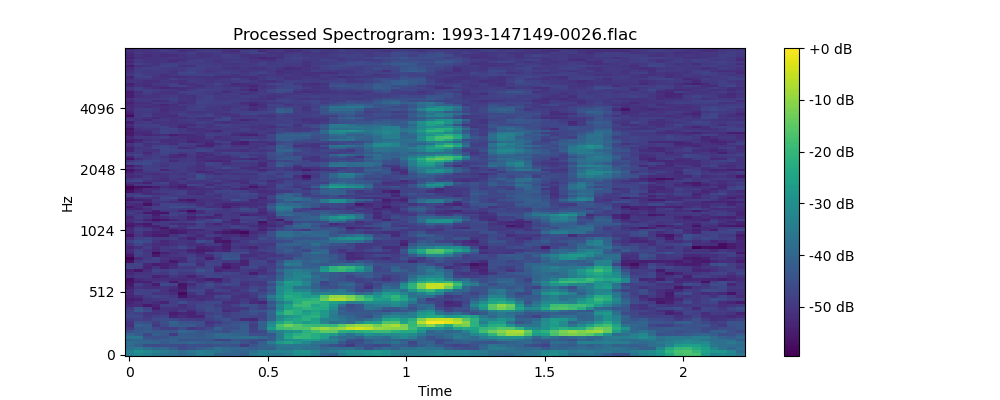 Processed Spectrogram: 1993-147149-0026.flac
+0 dB
-10 dB
-20 dB
-30 dB
-40 dB
-50 dB
4096
2048
1024
512
0
Hz
0
0.5
1
1.5
2
Time